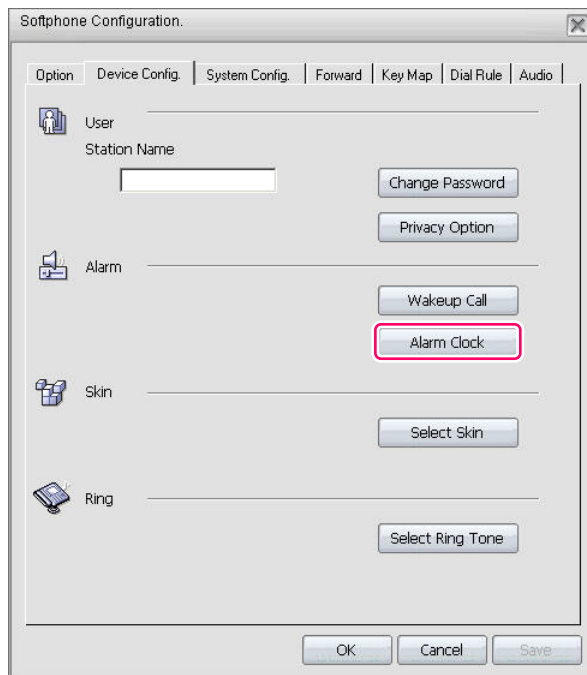 Softphone Configuration.
Option Device Config. System Config. Forward Key Map Dial Rule Audio
User
Station Name
Change Password
Privacy Option
Alarm
Wakeup Call
Alarm Clock
Skin
Select Skin
Ring
Select Ring Tone
OK Cancel Save